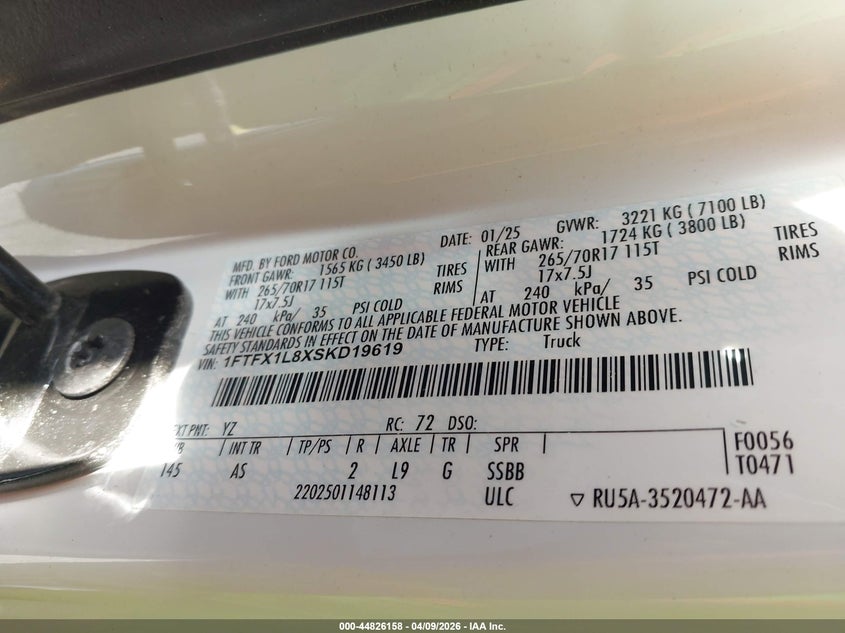 MFD. BY FORD MOTOR CO.
DATE: 01/25 GVWR: 3221 KG ( 7100 LB)
FRONT GAWR: 1565 KG ( 3450 LB)
REAR GAWR: 1724 KG ( 3800 LB)
WITH 265/70R17 115T TIRES
WITH 265/70R17 115T TIRES
17x7.5J RIMS
17x7.5J RIMS
AT 240 kPa/ 35 PSI COLD
AT 240 kPa/ 35 PSI COLD
THIS VEHICLE CONFORMS TO ALL APPLICABLE FEDERAL MOTOR VEHICLE
SAFETY STANDARDS IN EFFECT ON THE DATE OF MANUFACTURE SHOWN ABOVE.
VIN: 1FTFX1L8XSKD19619 TYPE: Truck
EXT PNT: YZ RC: 72 DSO:
WB INT TR TP/PS R AXLE TR SPR F0056
145 AS 2 L9 G SSBB T0471
2202501148113 ULC RU5A-3520472-AA
000-44826158 - 04/09/2026 - IAA Inc.